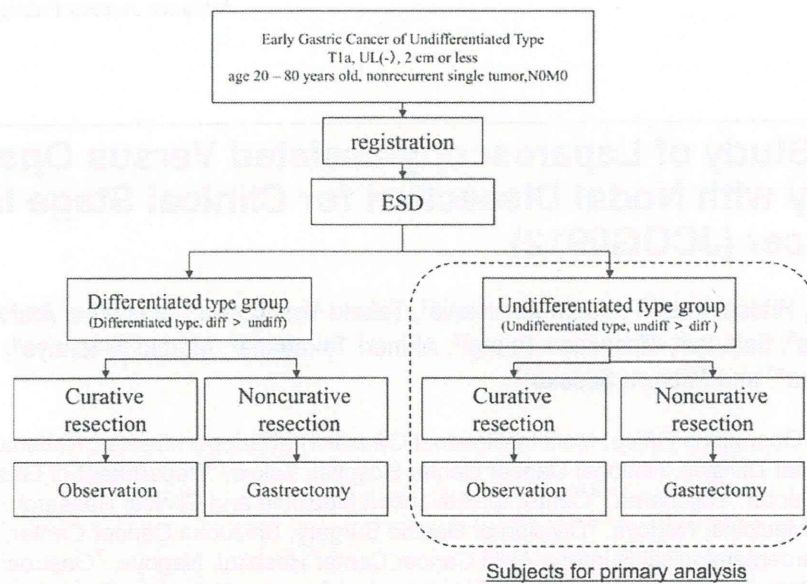 Early Gastric Cancer of Undifferentiated Type
T1a, UL(-), 2 cm or less
age 20 – 80 years old, nonrecurrent single tumor,N0M0
registration
ESD
Differentiated type group
(Differentiated type, diff > undiff)
Undifferentiated type group
(Undifferentiated type, undiff > diff )
Curative
resection
Noncurative
resection
Curative
resection
Noncurative
resection
Observation
Gastrectomy
Observation
Gastrectomy
Subjects for primary analysis